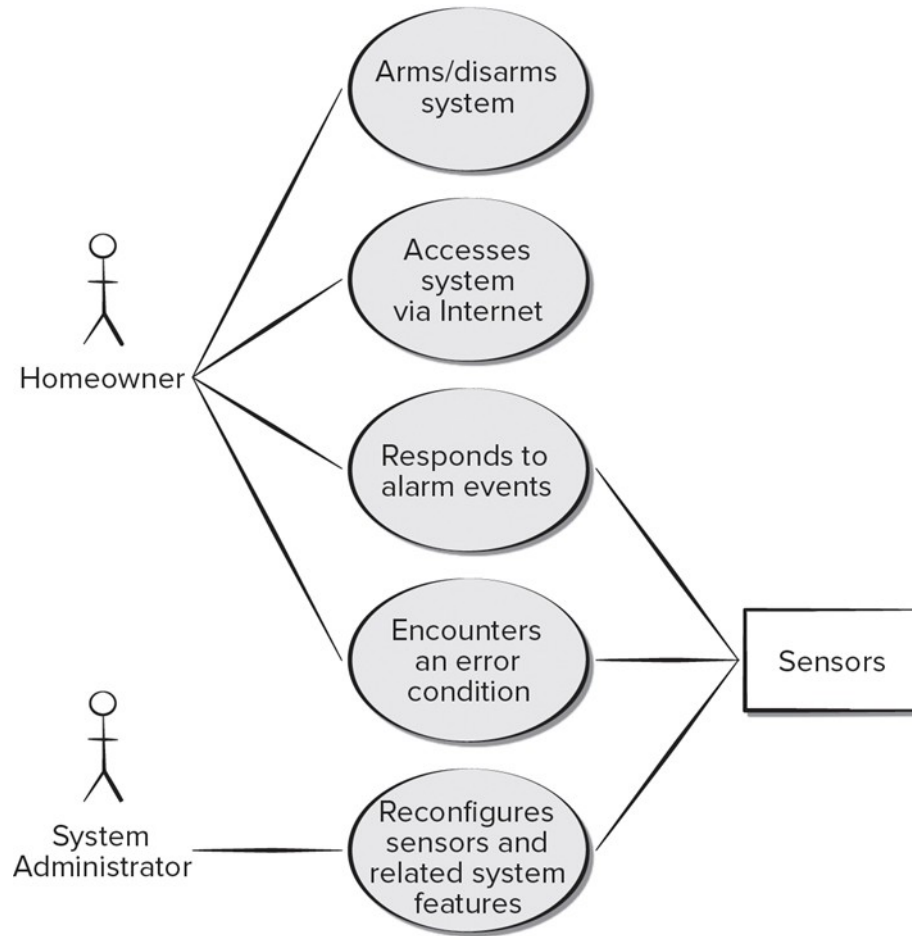 Arms/disarms
system
Accesses
system
via Internet
Homeowner
Responds to
alarm events
Encounters
an error
condition
Sensors
System
Administrator
Reconfigures
sensors and
related system
features